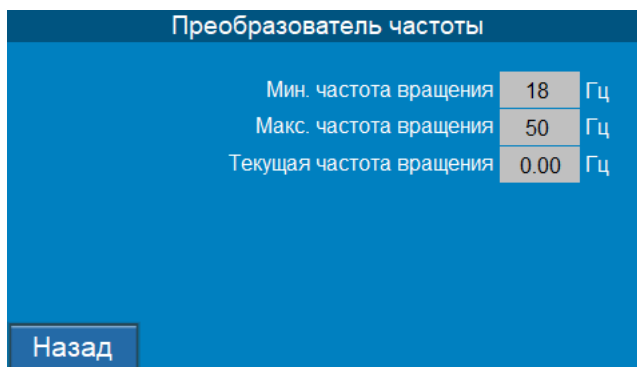 Преобразователь частоты
Мин. частота вращения 18 Гц
Макс. частота вращения 50 Гц
Текущая частота вращения 0.00 Гц
Назад